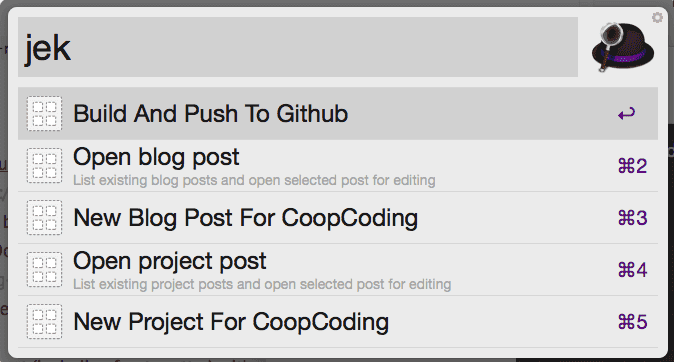 jek
Build And Push To Github ↩
Open blog post ⌘2
List existing blog posts and open selected post for editing
New Blog Post For CoopCoding ⌘3
Open project post ⌘4
List existing project posts and open selected post for editing
New Project For CoopCoding ⌘5